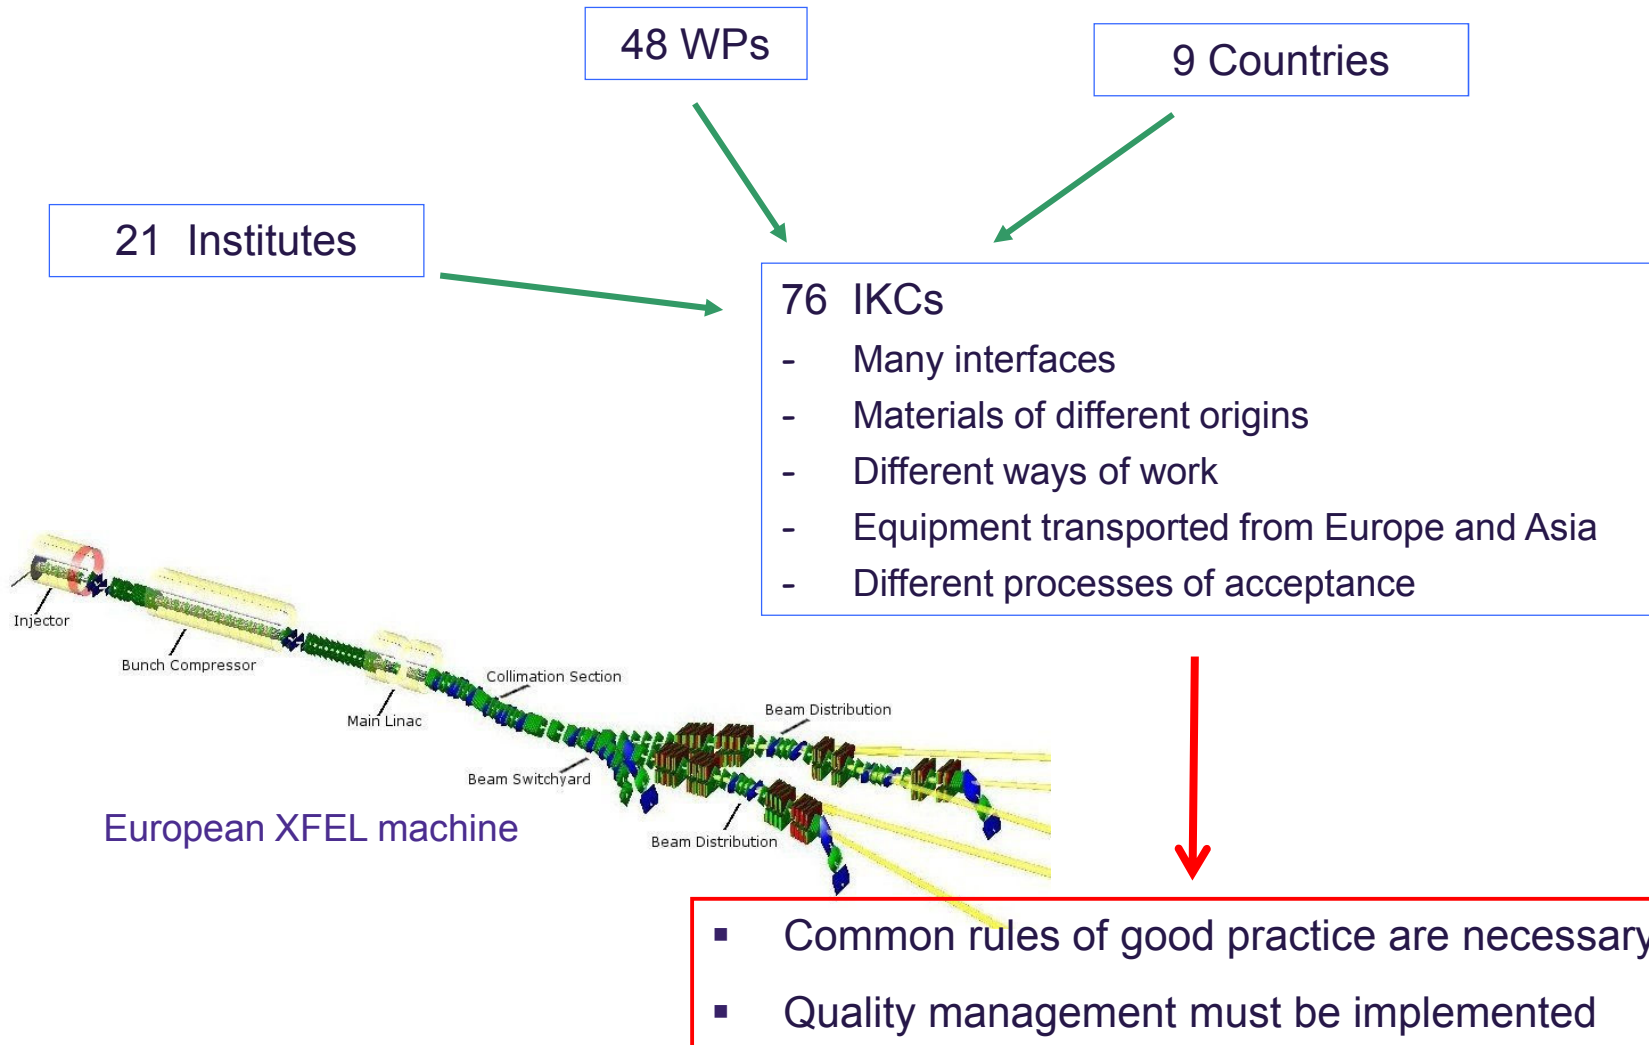 48 WPs
9 Countries
21 Institutes
76 IKCs
- Many interfaces
- Materials of different origins
- Different ways of work
- Equipment transported from Europe and Asia
- Different processes of acceptance
Injector
Bunch Compressor
Main Linac
Collimation Section
Beam Switchyard
Beam Distribution
Beam Distribution
European XFEL machine
▪ Common rules of good practice are necessary
▪ Quality management must be implemented